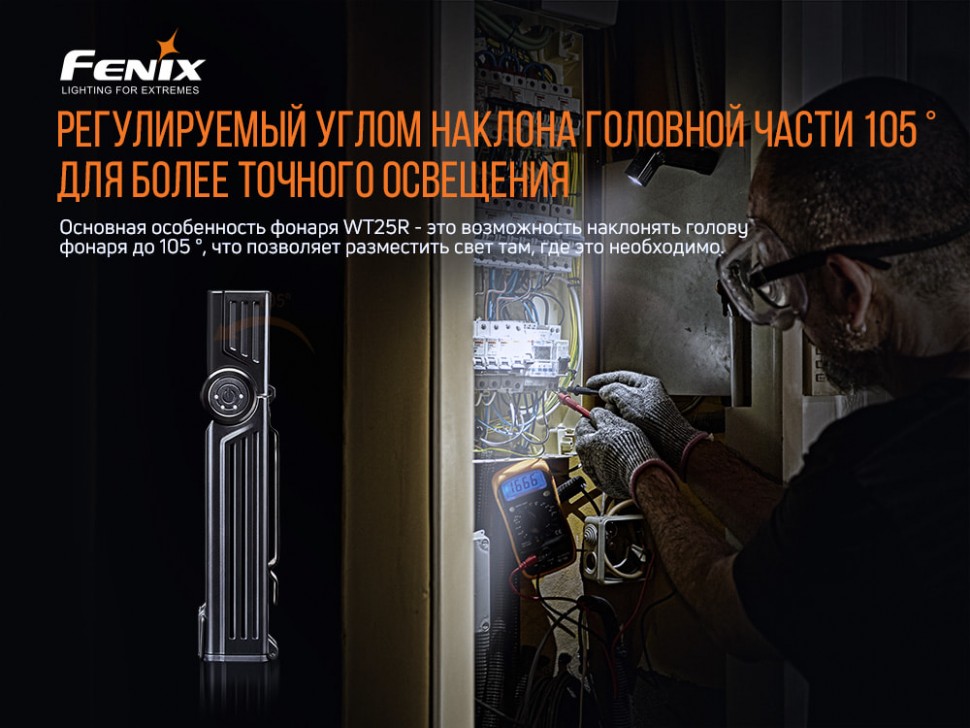 FENIX
LIGHTING FOR EXTREMES
РЕГУЛИРУЕМЫЙ УГЛОМ НАКЛОНА ГОЛОВНОЙ ЧАСТИ 105 °
ДЛЯ БОЛЕЕ ТОЧНОГО ОСВЕЩЕНИЯ
Основная особенность фонаря WT25R - это возможность наклонять голову
фонаря до 105 °, что позволяет разместить свет там, где это необходимо.
1666